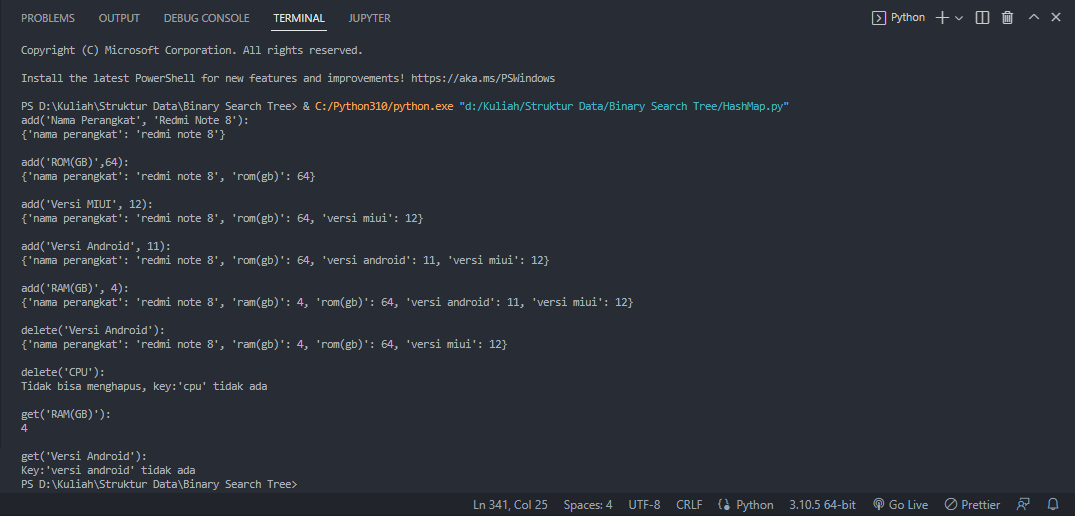 PROBLEMS OUTPUT DEBUG CONSOLE TERMINAL JUPYTER Python
Copyright (C) Microsoft Corporation. All rights reserved.
Install the latest PowerShell for new features and improvements! https://aka.ms/PSWindows
PS D:\Kuliah\Struktur Data\Binary Search Tree> & C:/Python310/python.exe "d:/Kuliah/Struktur Data/Binary Search Tree/HashMap.py"
add('Nama Perangkat', 'Redmi Note 8'):
{'nama perangkat': 'redmi note 8'}
add('ROM(GB)',64):
{'nama perangkat': 'redmi note 8', 'rom(gb)': 64}
add('Versi MIUI', 12):
{'nama perangkat': 'redmi note 8', 'rom(gb)': 64, 'versi miui': 12}
add('Versi Android', 11):
{'nama perangkat': 'redmi note 8', 'rom(gb)': 64, 'versi android': 11, 'versi miui': 12}
add('RAM(GB)', 4):
{'nama perangkat': 'redmi note 8', 'ram(gb)': 4, 'rom(gb)': 64, 'versi android': 11, 'versi miui': 12}
delete('Versi Android'):
{'nama perangkat': 'redmi note 8', 'ram(gb)': 4, 'rom(gb)': 64, 'versi miui': 12}
delete('CPU'):
Tidak bisa menghapus, key:'cpu' tidak ada
get('RAM(GB)'):
4
get('Versi Android'):
Key:'versi android' tidak ada
PS D:\Kuliah\Struktur Data\Binary Search Tree>
Ln 341, Col 25 Spaces: 4 UTF-8 CRLF Python 3.10.5 64-bit Go Live Prettier